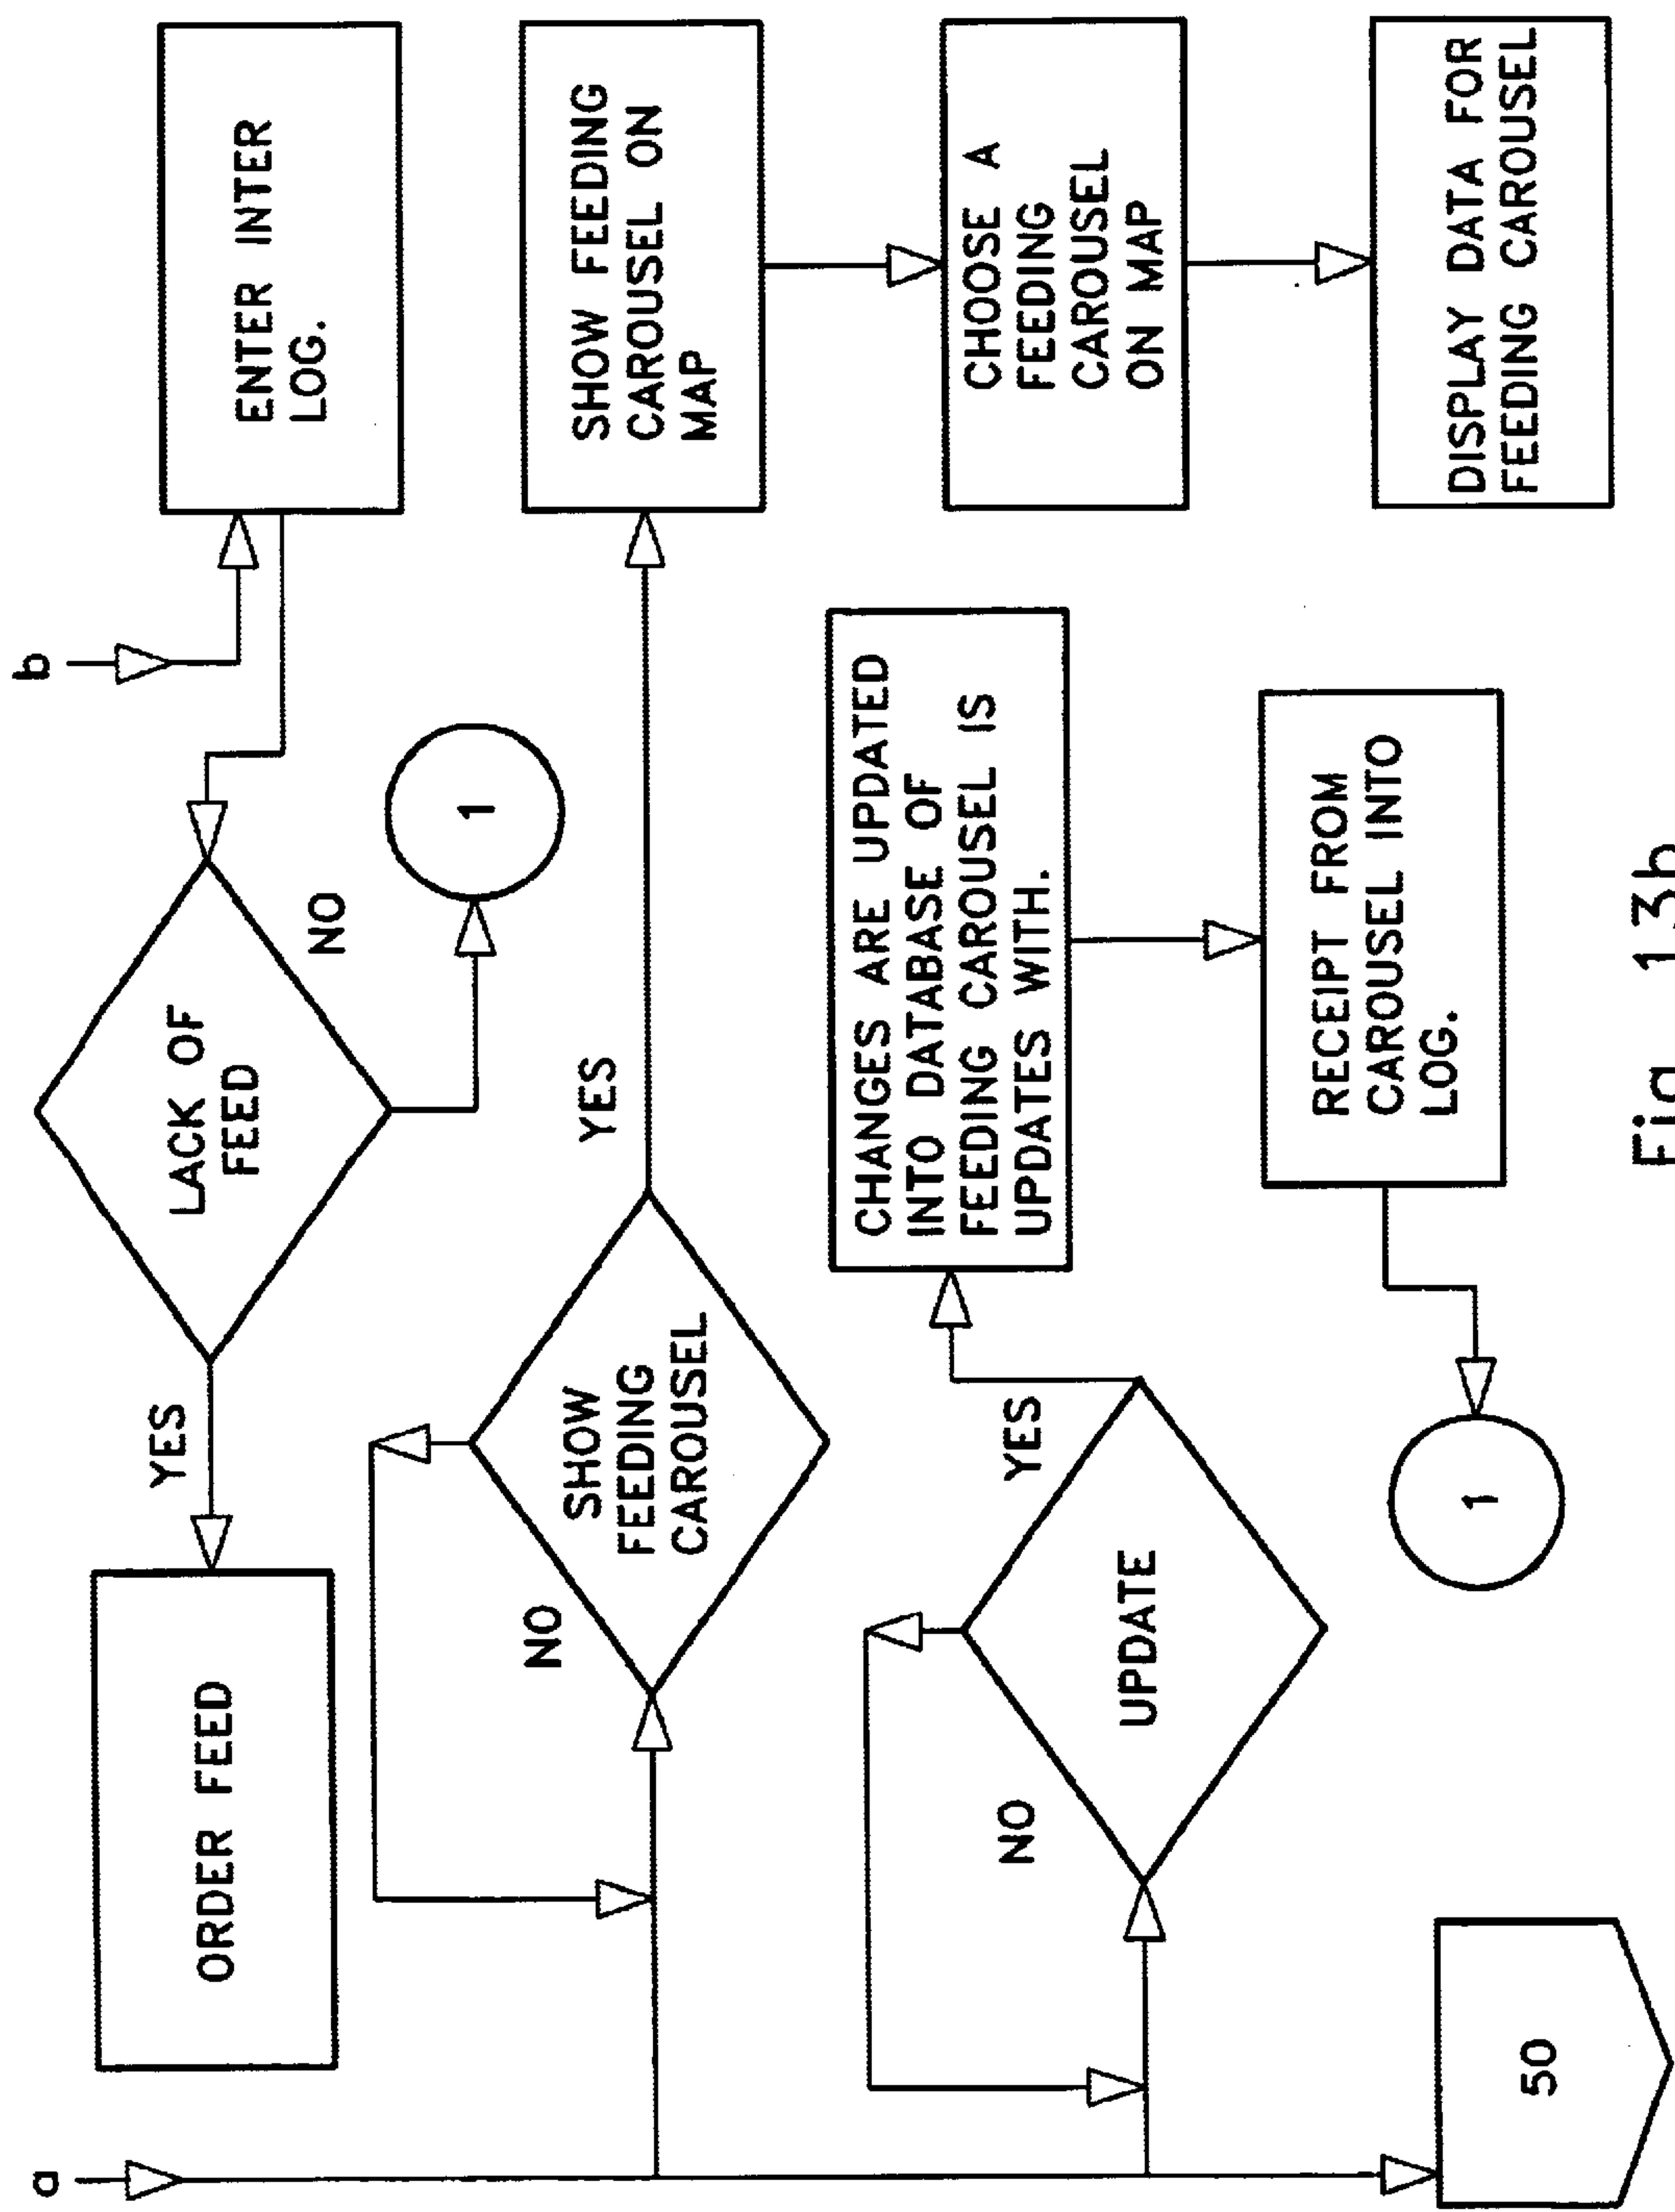 a
b
ORDER FEED
YES
LACK OF
FEED
NO
1
ENTER INTER
LOG.
NO
SHOW
FEEDING
CAROUSEL
YES
SHOW FEEDING
CAROUSEL ON
MAP
CHOOSE A
FEEDING
CAROUSEL
ON MAP
DISPLAY DATA FOR
FEEDING CAROUSEL
NO
UPDATE
YES
CHANGES ARE UPDATED
INTO DATABASE OF
FEEDING CAROUSEL IS
UPDATES WITH.
RECEIPT FROM
CAROUSEL INTO
LOG.
1
50
Fig. 13b